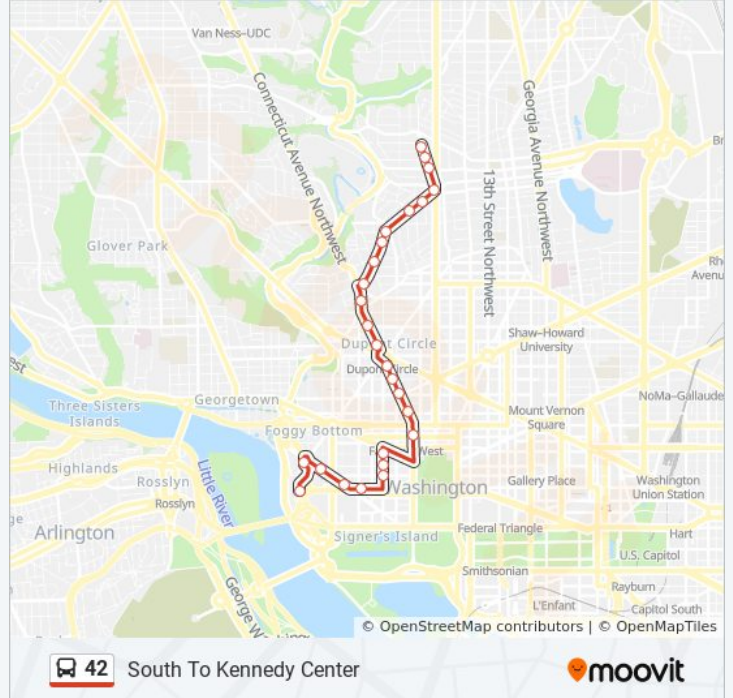 Van Ness–UDC
Connecticut Avenue Northwest
Georgia Avenue Northwest
13th Street Northwest
Glover Park
Shaw–Howard
University
Dupont Circle
Georgetown
NoMa–Gallaude
Three Sisters
Islands
Mount Vernon
Square
Foggy Bottom
West
Highlands
Little River
Rosslyn
Rosslyn
Washington
Gallery Place
Washington
Union Station
Arlington
Signer's Island
Federal Triangle
Hart
U.S. Capitol
Smithsonian
George W
Rayburn
L'Enfant
Capitol South
© OpenStreetMap contributors | © OpenMapTiles
42 South To Kennedy Center
moovit